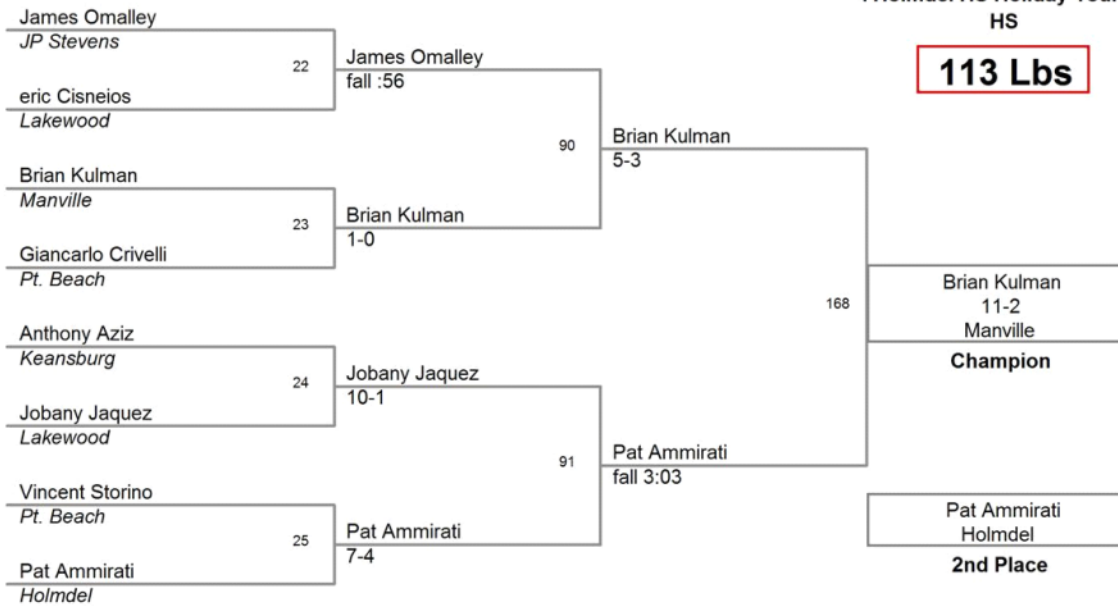 Holmdel HS Holiday
HS
113 Lbs
James Omalley
JP Stevens
22
eric Cisneios
Lakewood
James Omalley
fall :56
Brian Kulman
Manville
23
Giancarlo Crivelli
Pt. Beach
Brian Kulman
1-0
90
Brian Kulman
5-3
Anthony Aziz
Keansburg
24
Jobany Jaquez
Lakewood
Jobany Jaquez
10-1
Vincent Storino
Pt. Beach
25
Pat Ammirati
Holmdel
Pat Ammirati
7-4
91
Pat Ammirati
fall 3:03
168
Brian Kulman
11-2
Manville
Champion
Pat Ammirati
Holmdel
2nd Place